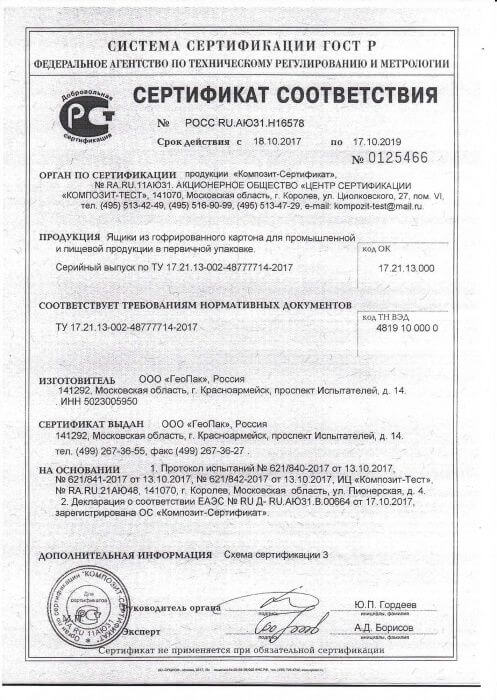 СИСТЕМА СЕРТИФИКАЦИИ ГОСТ Р
ФЕДЕРАЛЬНОЕ АГЕНТСТВО ПО ТЕХНИЧЕСКОМУ РЕГУЛИРОВАНИЮ И МЕТРОЛОГИИ
Добровольная
сертификация
СЕРТИФИКАТ СООТВЕТСТВИЯ
№ РОСС RU.АЮ31.Н16578
Срок действия с 18.10.2017 по 17.10.2019
№ 0125466
ОРГАН ПО СЕРТИФИКАЦИИ продукции «Композит-Сертификат»,
№ RA.RU.11АЮ31. АКЦИОНЕРНОЕ ОБЩЕСТВО «ЦЕНТР СЕРТИФИКАЦИИ
«КОМПОЗИТ-ТЕСТ», 141070, Московская область, г. Королев, ул. Циолковского, 27, пом. VI,
тел. (495) 513-42-49, (495) 516-90-99, (495) 513-47-29, e-mail: kompozit-test@mail.ru.
ПРОДУКЦИЯ Ящики из гофрированного картона для промышленной
и пищевой продукции в первичной упаковке.
Серийный выпуск по ТУ 17.21.13-002-48777714-2017
код ОК
17.21.13.000
СООТВЕТСТВУЕТ ТРЕБОВАНИЯМ НОРМАТИВНЫХ ДОКУМЕНТОВ
ТУ 17.21.13-002-48777714-2017
код ТН ВЭД
4819 10 000 0
ИЗГОТОВИТЕЛЬ ООО «ГеоПак», Россия
141292, Московская область, г. Красноармейск, проспект Испытателей, д. 14.
ИНН 5023005950
СЕРТИФИКАТ ВЫДАН ООО «ГеоПак», Россия
141292, Московская область, г. Красноармейск, проспект Испытателей, д. 14.
тел. (499) 267-36-55, факс (499) 267-36-27 .
НА ОСНОВАНИИ 1. Протокол испытаний № 621/840-2017 от 13.10.2017,
№ 621/841-2017 от 13.10.2017, № 621/842-2017 от 13.10.2017, ИЦ «Композит-Тест»,
№ RA.RU.21АЮ48, 141070, г. Королев, Московская область, ул. Пионерская, д. 4.
2. Декларация о соответствии ЕАЭС № RU Д- RU.АЮ31.В.00664 от 17.10.2017,
зарегистрирована ОС «Композит-Сертификат».
ДОПОЛНИТЕЛЬНАЯ ИНФОРМАЦИЯ Схема сертификации 3
"КОМПОЗИТ-СЕРТИФИКАТ"
Для
сертификатов
RA.RU.11АЮ31
Руководитель органа
подпись
Ю.П. Гордеев
инициалы, фамилия
Эксперт
подпись
А.Д. Борисов
инициалы, фамилия
Сертификат не применяется при обязательной сертификации